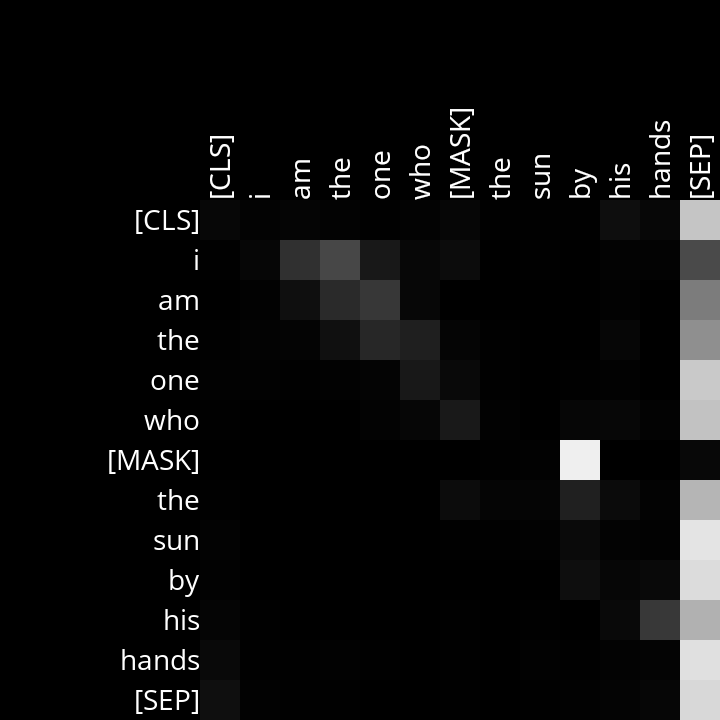 [CLS] i am the one who [MASK] the sun by his hands [SEP]
[CLS]
i
am
the
one
who
[MASK]
the
sun
by
his
hands
[SEP]